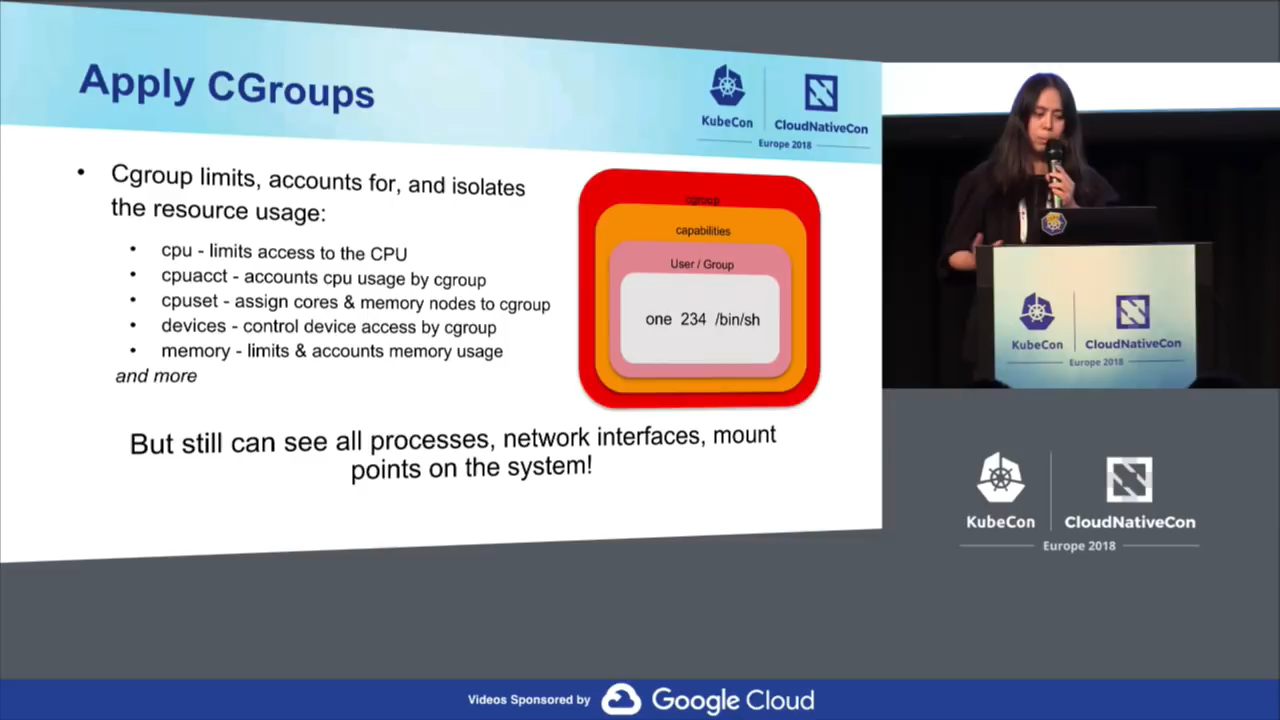 Apply CGroups
KubeCon
CloudNativeCon
Europe 2018
• Cgroup limits, accounts for, and isolates
the resource usage:
• cpu - limits access to the CPU
• cpuacct - accounts cpu usage by cgroup
• cpuset - assign cores & memory nodes to cgroup
• devices - control device access by cgroup
• memory - limits & accounts memory usage
and more
cgroup
capabilities
User / Group
one 234 /bin/sh
But still can see all processes, network interfaces, mount
points on the system!
KubeCon
CloudNativeCon
Europe 2018
KubeCon
CloudNativeCon
Europe 2018
Videos Sponsored by Google Cloud